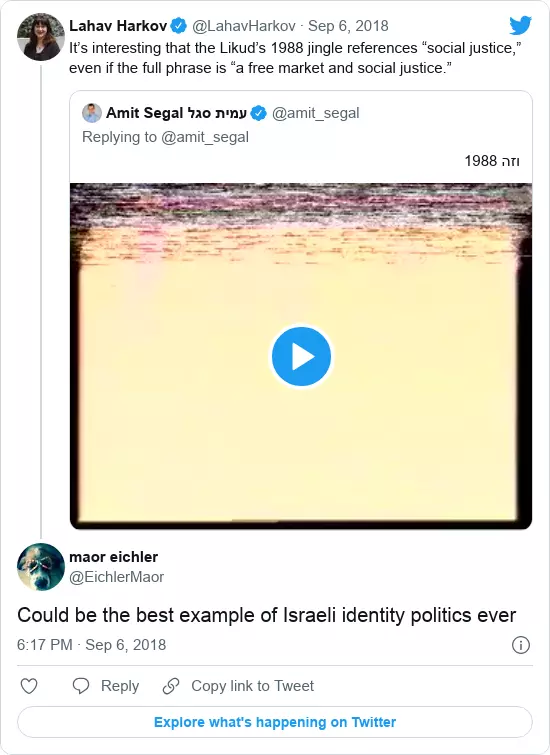 Lahav Harkov @LahavHarkov · Sep 6, 2018
It’s interesting that the Likud’s 1988 jingle references “social justice,”
even if the full phrase is “a free market and social justice.”
Amit Segal עמית סגל @amit_segal
Replying to @amit_segal
וזה 1988
maor eichler
@EichlerMaor
Could be the best example of Israeli identity politics ever
6:17 PM · Sep 6, 2018
Reply Copy link to Tweet
Explore what's happening on Twitter